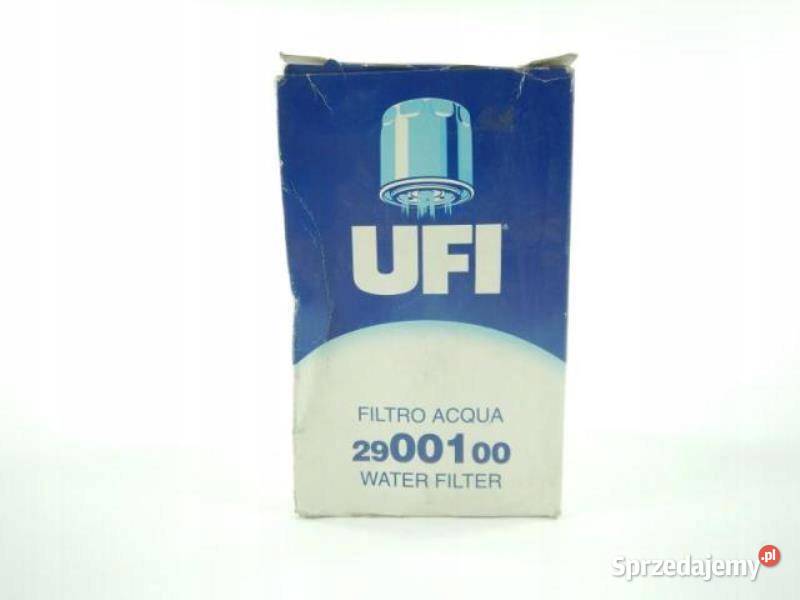 UFI
FILTRO ACQUA
2900100
WATER FILTER
Sprzedajemy.pl